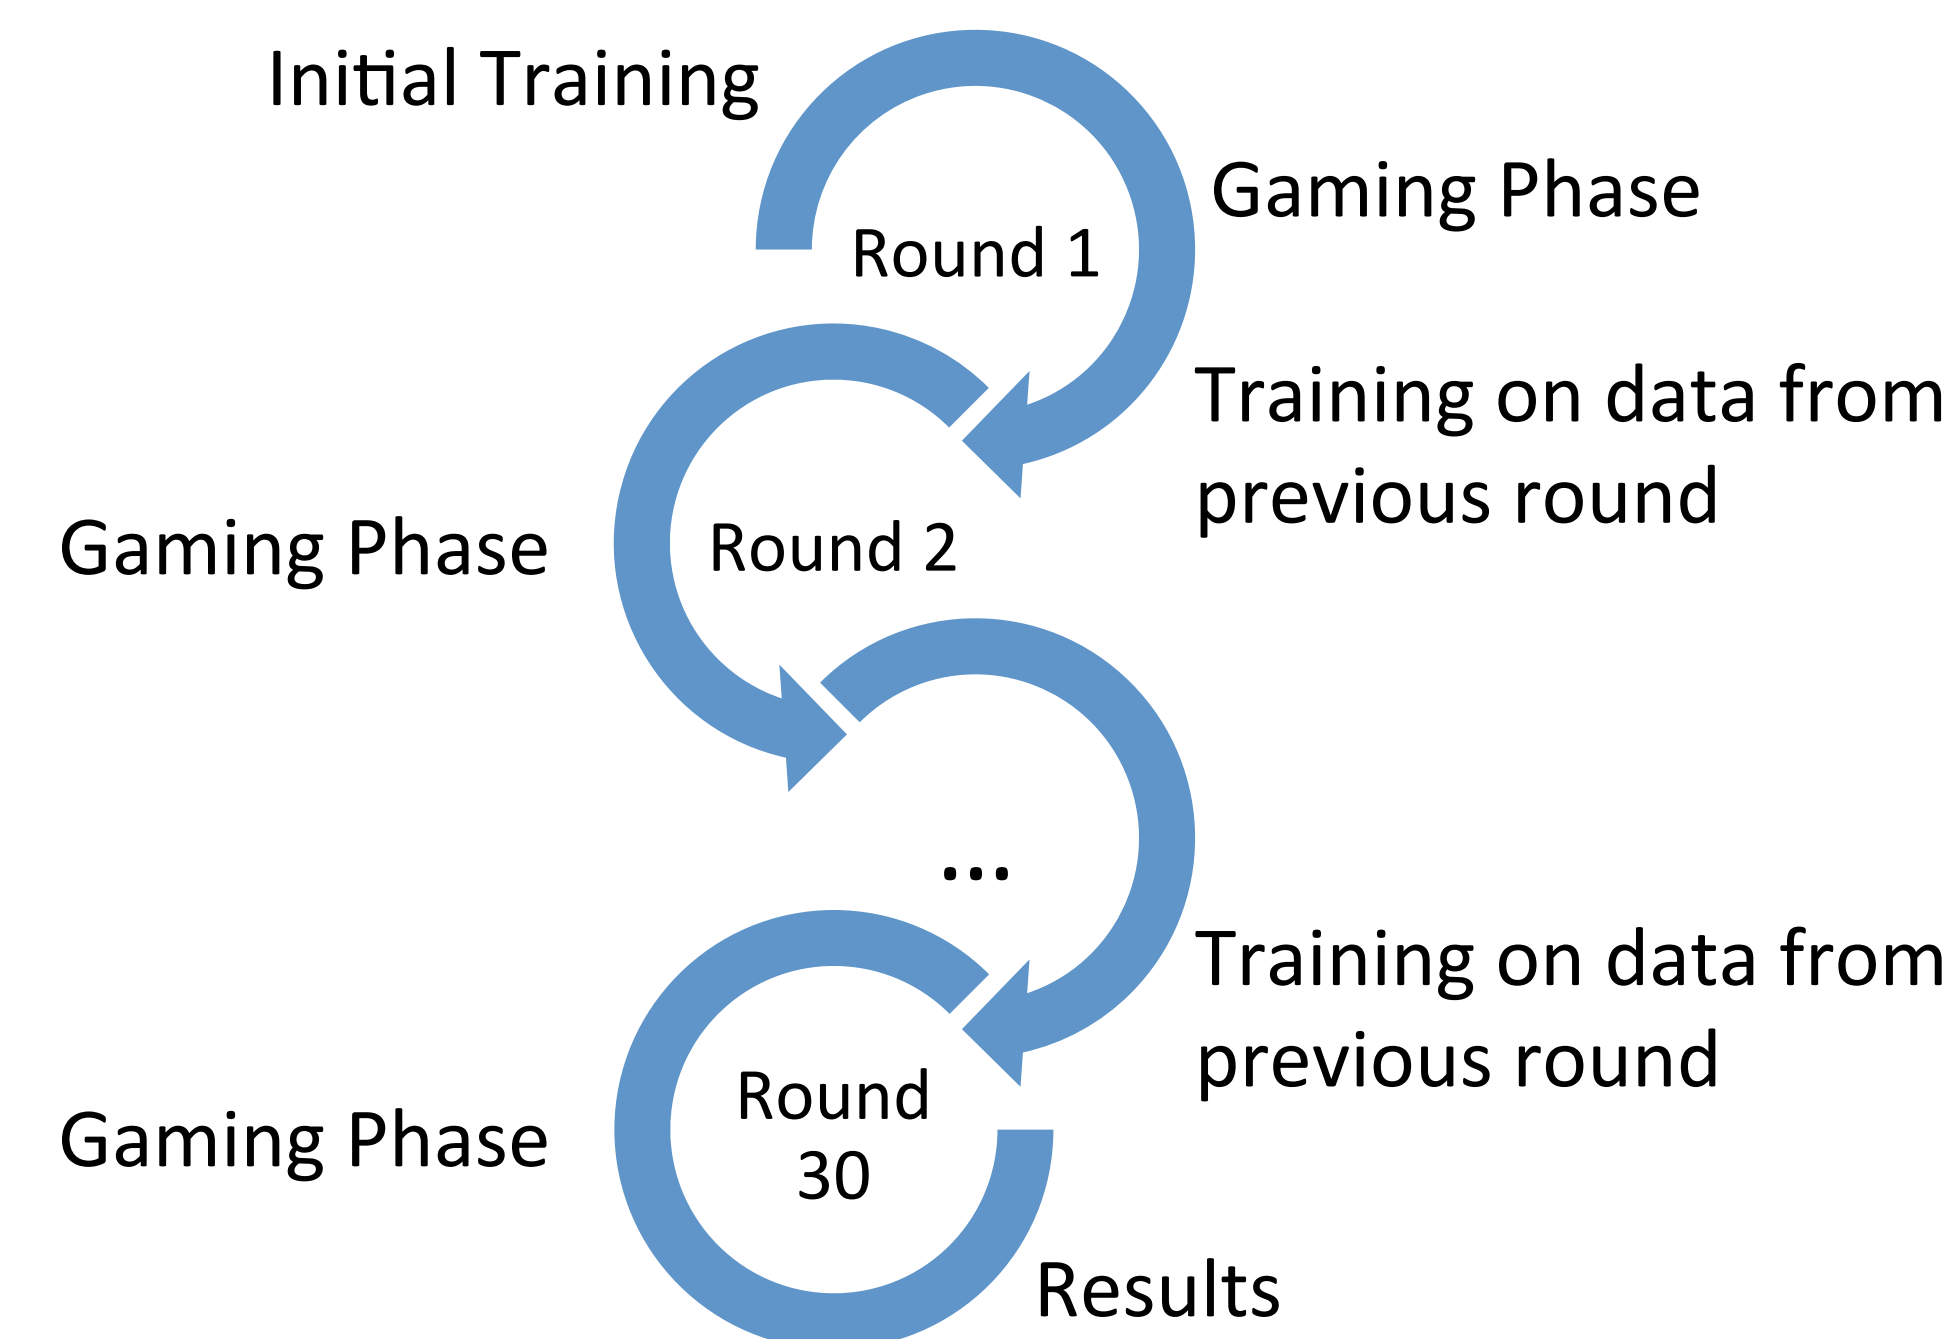 Initial Training
Gaming Phase
Round 1
Training on data from
previous round
Gaming Phase
Round 2
...
Training on data from
previous round
Gaming Phase
Round
30
Results